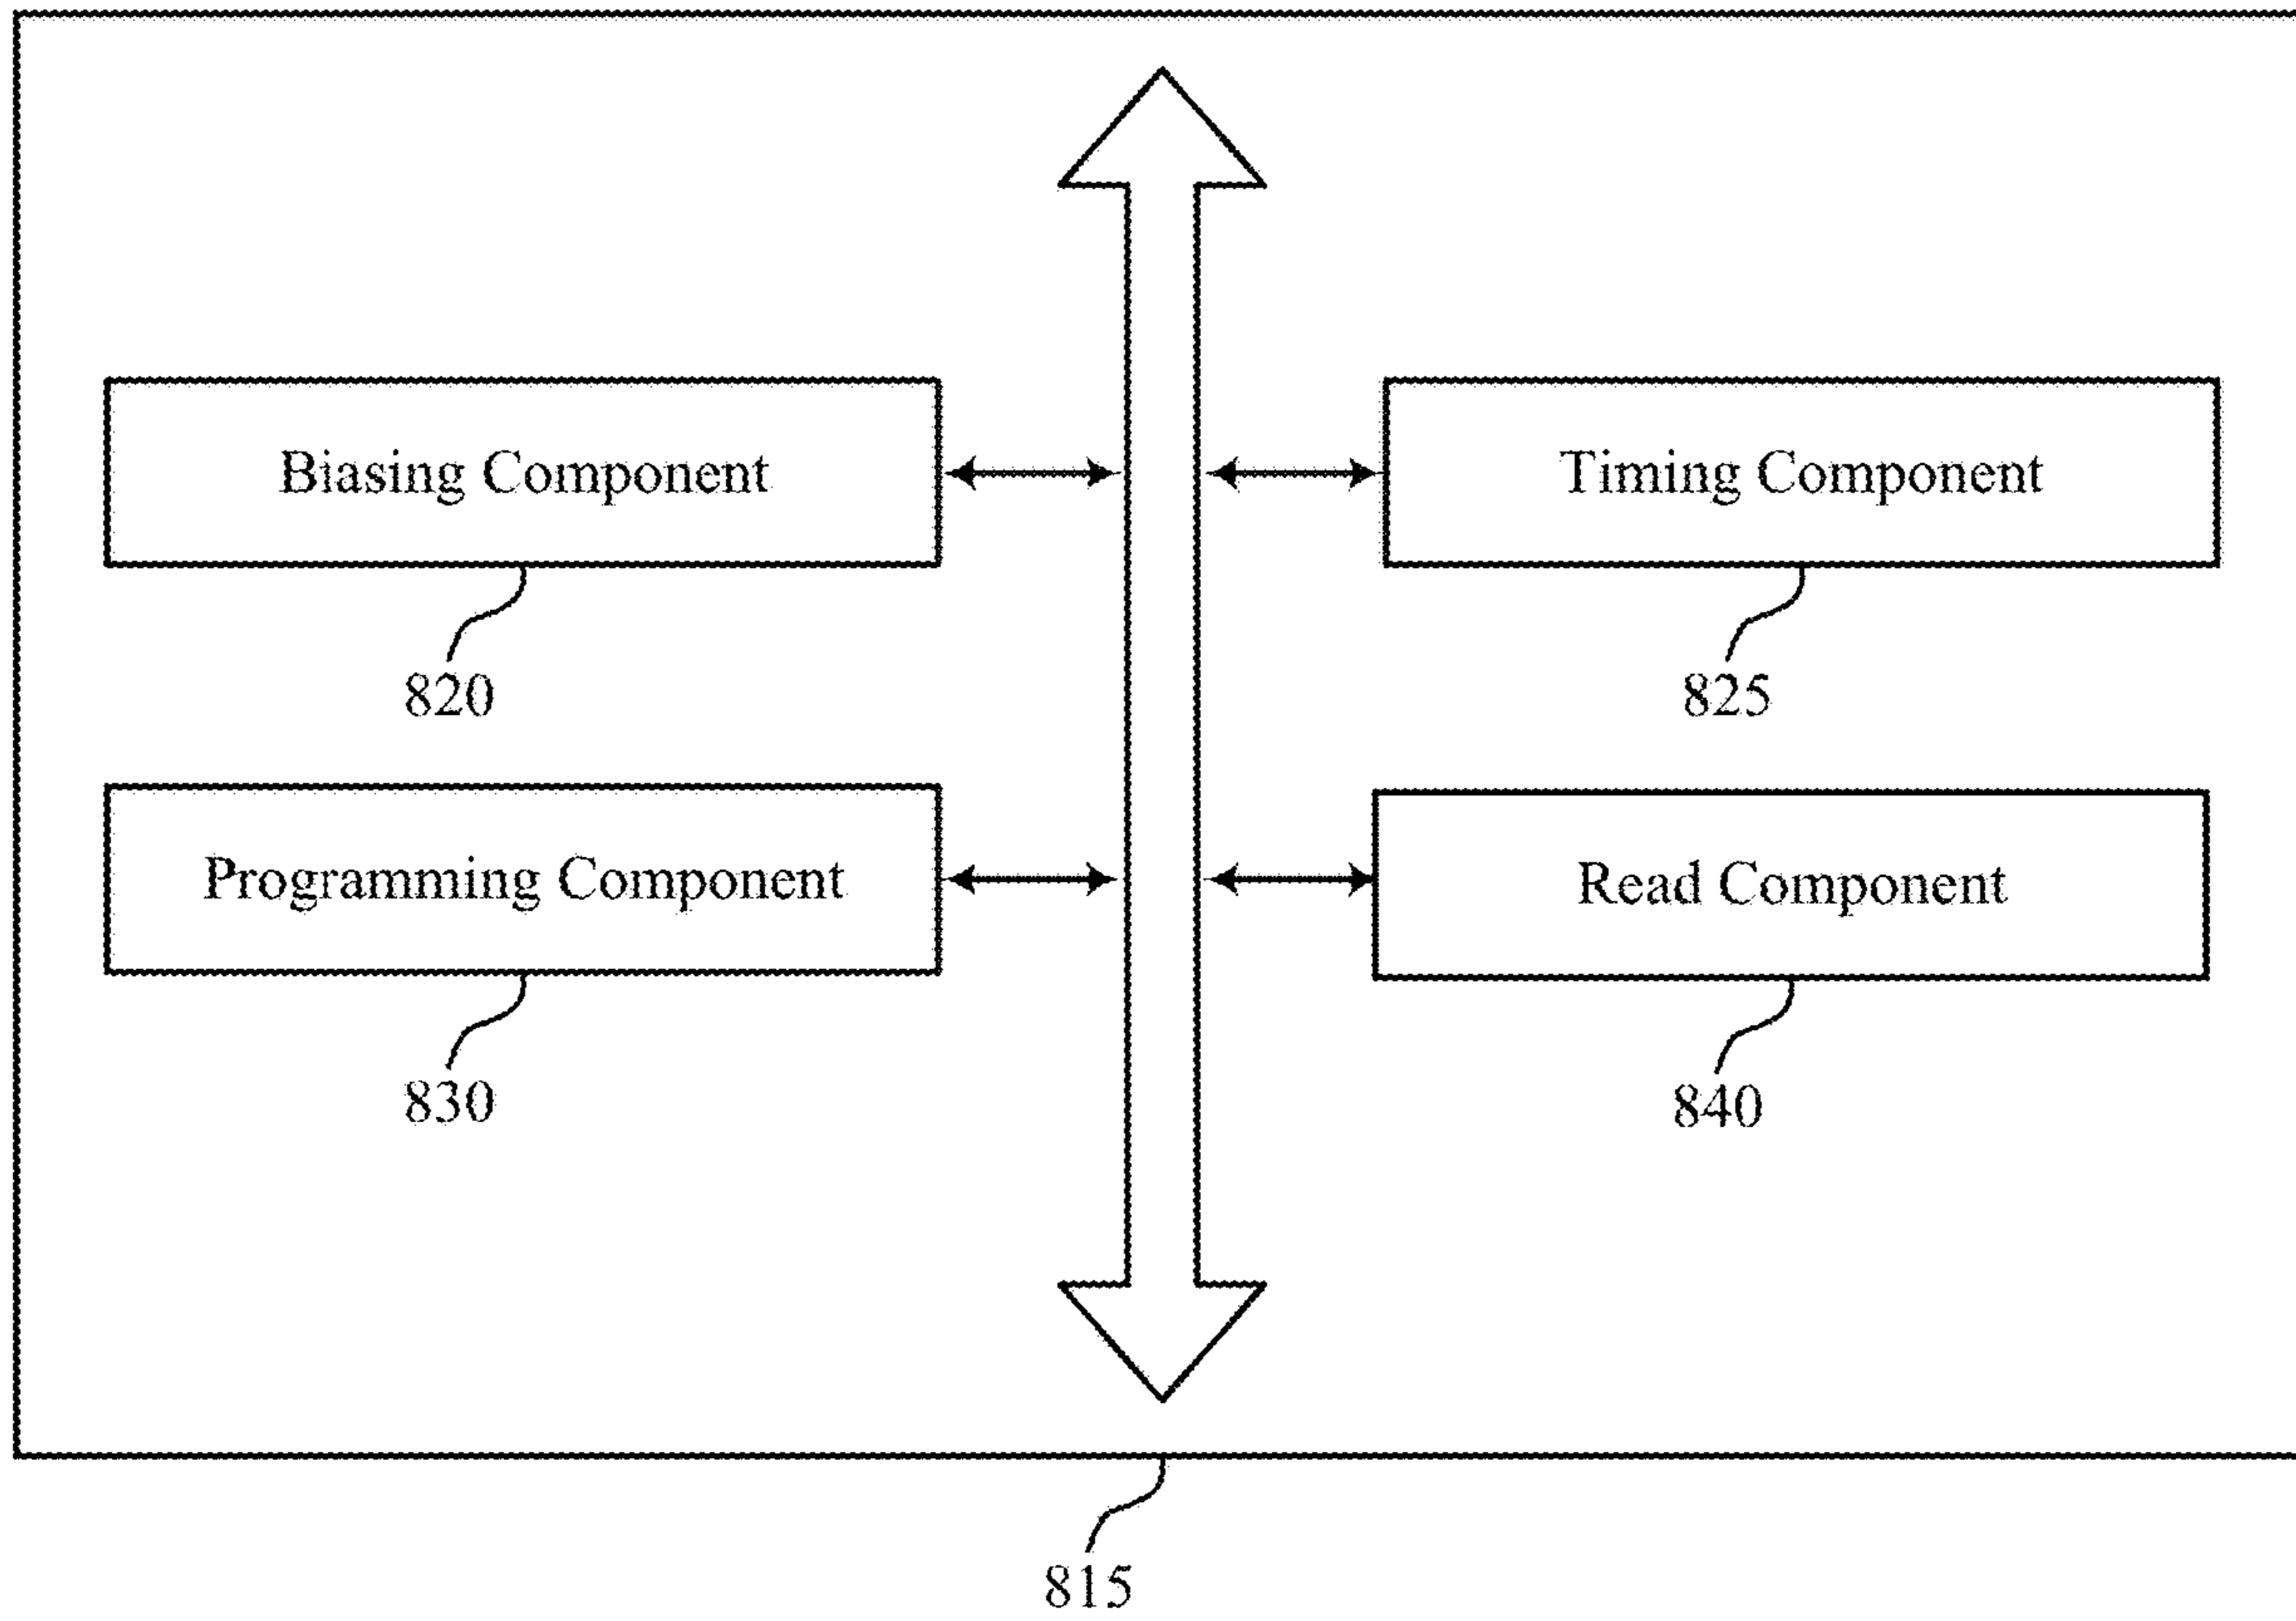 Biasing Component
Timing Component
820
825
Programming Component
Read Component
830
840
815